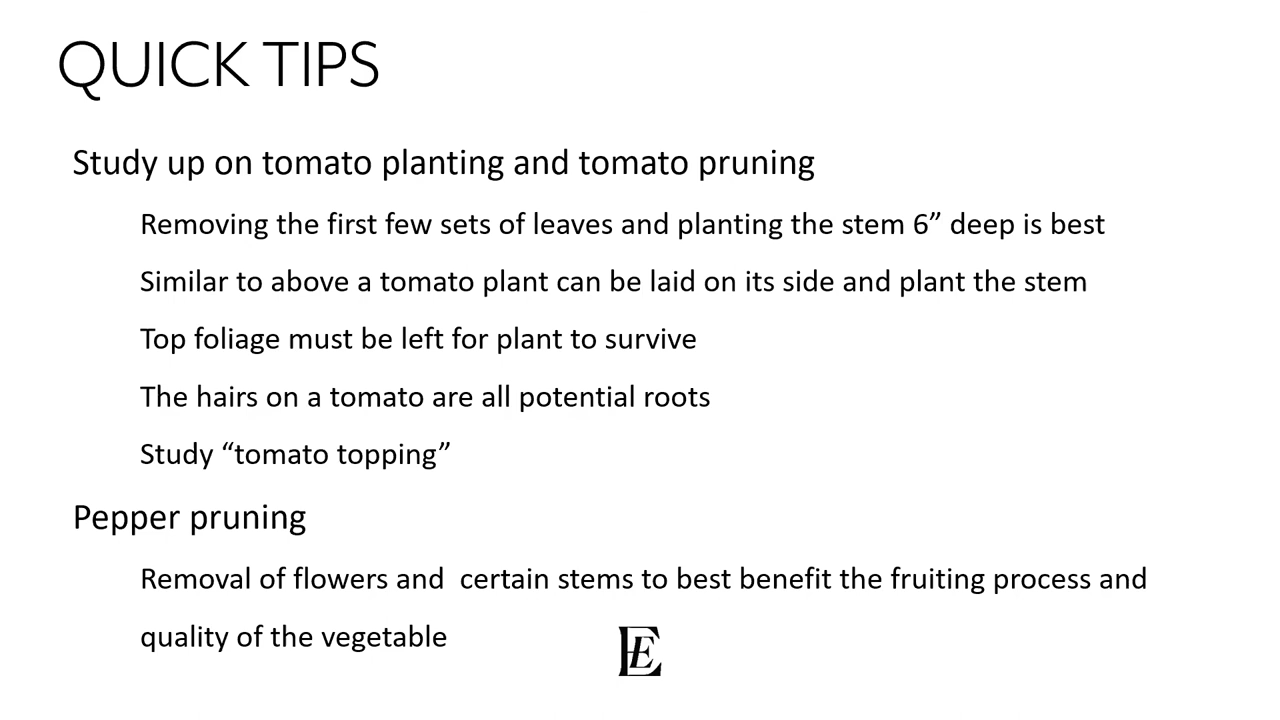 QUICK TIPS
Study up on tomato planting and tomato pruning
Removing the first few sets of leaves and planting the stem 6” deep is best
Similar to above a tomato plant can be laid on its side and plant the stem
Top foliage must be left for plant to survive
The hairs on a tomato are all potential roots
Study “tomato topping”
Pepper pruning
Removal of flowers and  certain stems to best benefit the fruiting process and
quality of the vegetable
EE